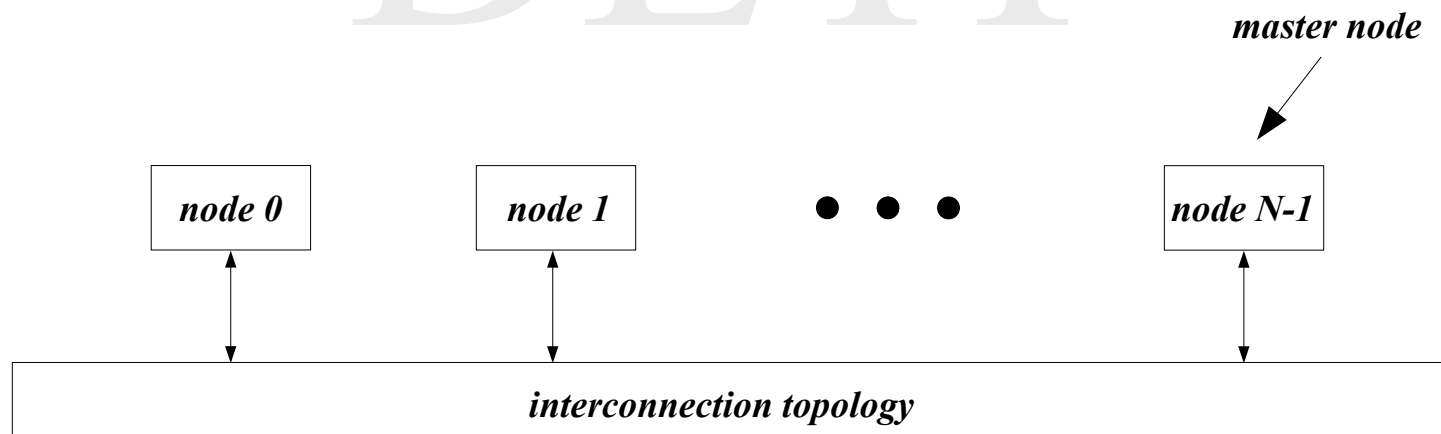 master node
node 0
node 1
node N-1
interconnection topology